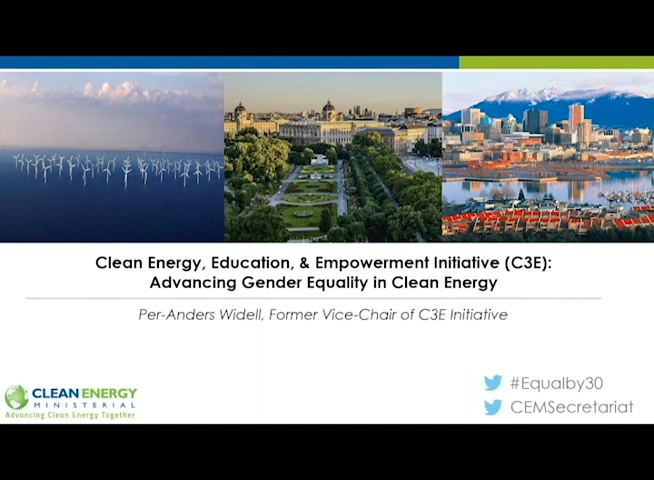 Clean Energy, Education, & Empowerment Initiative (C3E):
Advancing Gender Equality in Clean Energy
Per-Anders Widell, Former Vice-Chair of C3E Initiative
CLEAN ENERGY
MINISTERIAL
Advancing Clean Energy Together
#Equalby30
CEMSecretariat